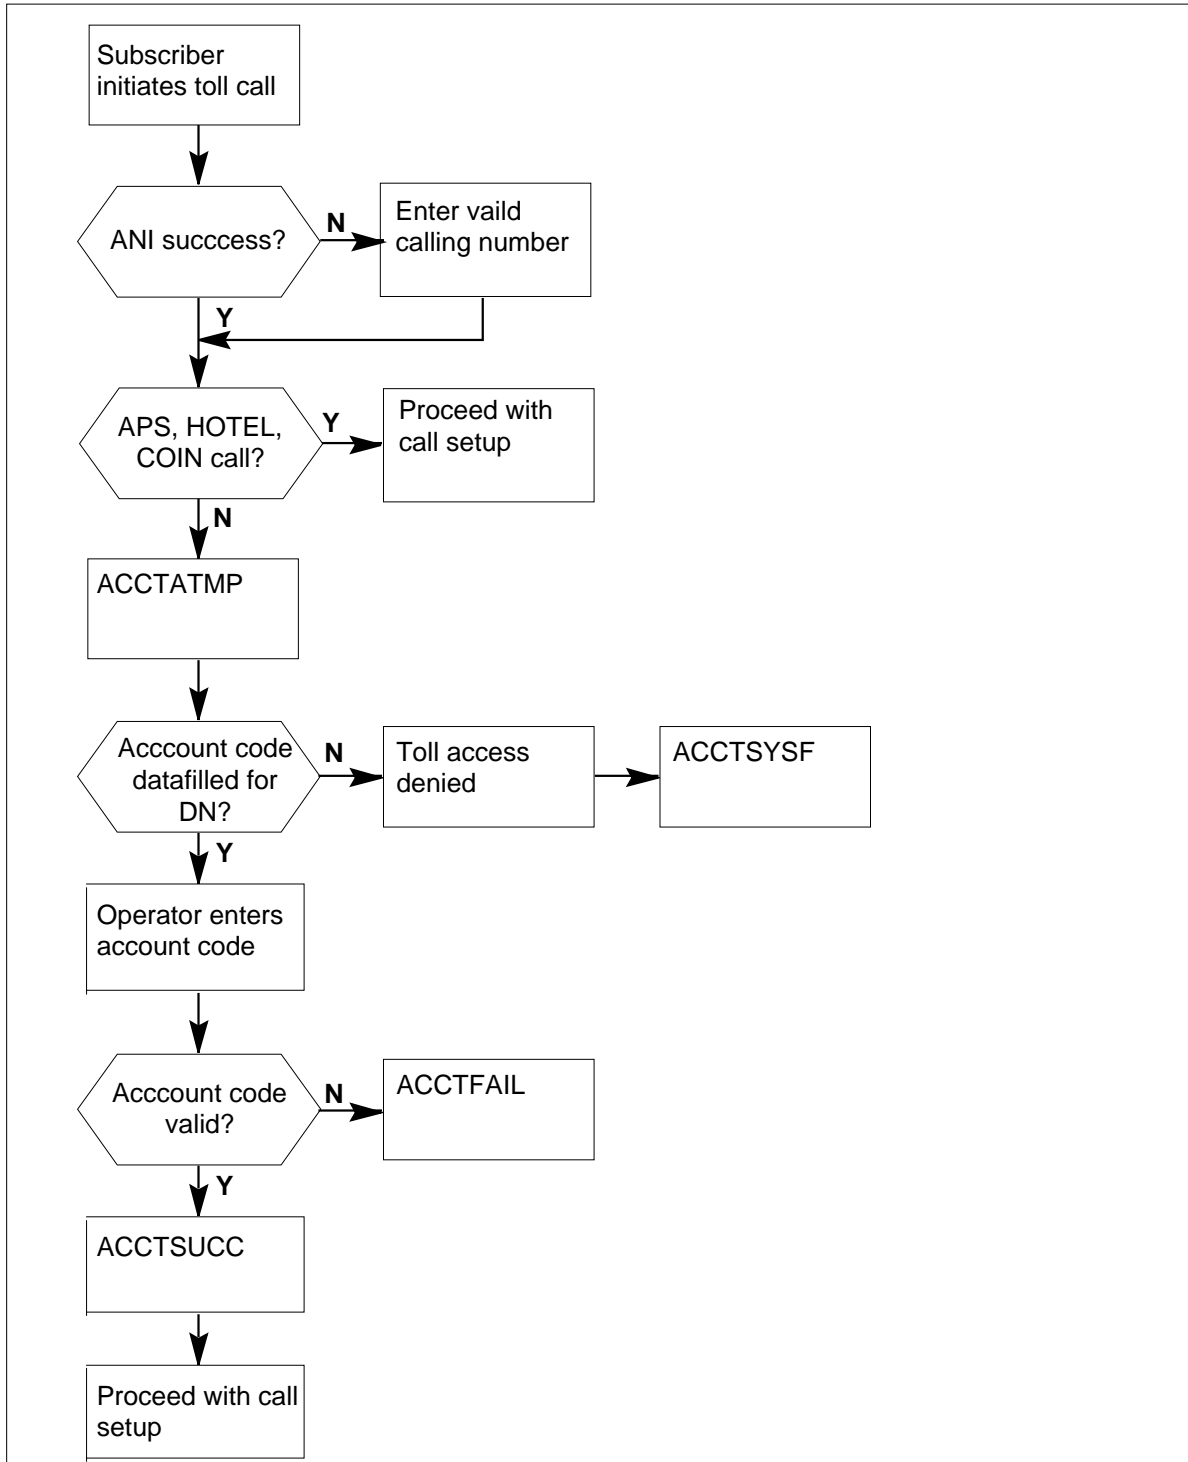 Subscriber
initiates toll call
ANI succcess?
N
Enter vaild
calling number
Y
APS, HOTEL,
COIN call?
Y
Proceed with
call setup
N
ACCTATMP
Acccount code
datafilled for
DN?
N
Toll access
denied
ACCTSYSF
Y
Operator enters
account code
Acccount code
valid?
N
ACCTFAIL
Y
ACCTSUCC
Proceed with call
setup